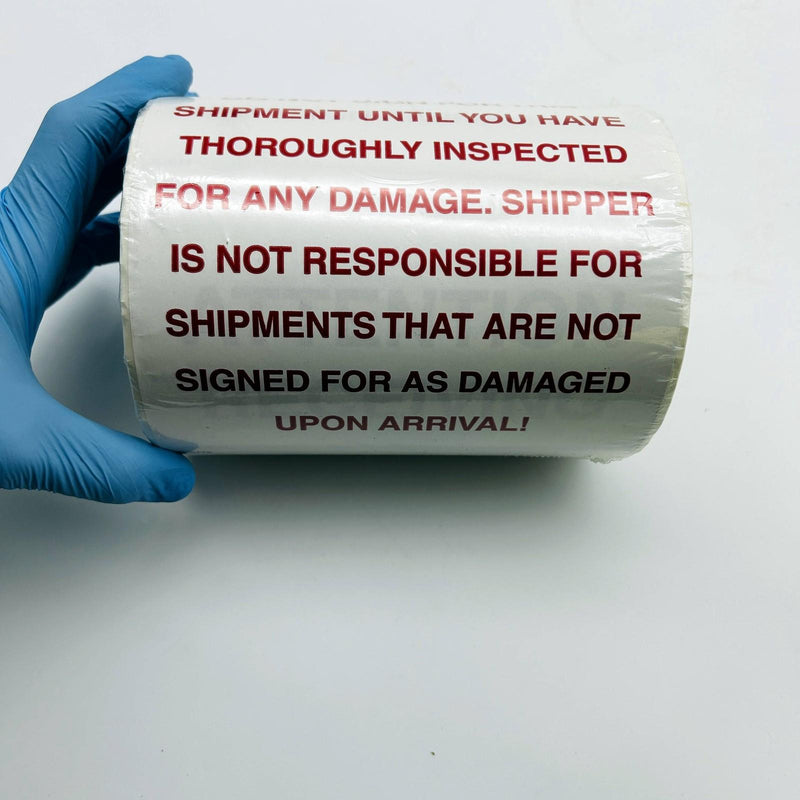 SHIPMENT UNTIL YOU HAVE
THOROUGHLY INSPECTED
FOR ANY DAMAGE. SHIPPER
IS NOT RESPONSIBLE FOR
SHIPMENTS THAT ARE NOT
SIGNED FOR AS DAMAGED
UPON ARRIVAL!